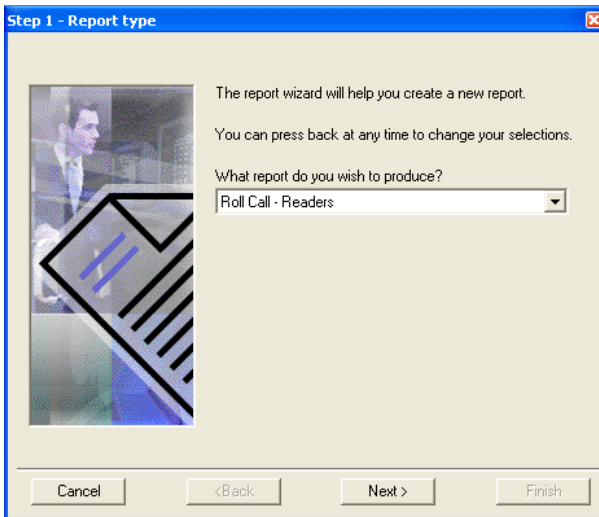 Step 1 - Report type
The report wizard will help you create a new report.
You can press back at any time to change your selections.
What report do you wish to produce?
Roll Call - Readers
Cancel
<Back
Next >
Finish